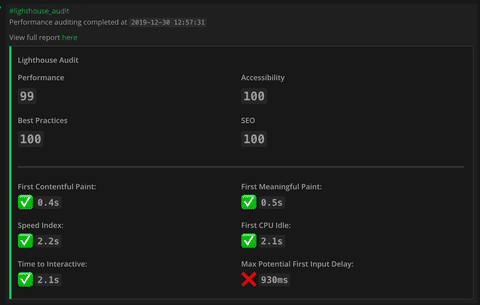 #lighthouse_audit
Performance auditing completed at 2019-12-30 12:57:31
View full report here
Lighthouse Audit
Performance
99
Accessibility
100
Best Practices
100
SEO
100
First Contentful Paint:
0.4s
First Meaningful Paint:
0.5s
Speed Index:
2.2s
First CPU Idle:
2.1s
Time to Interactive:
2.1s
Max Potential First Input Delay:
930ms